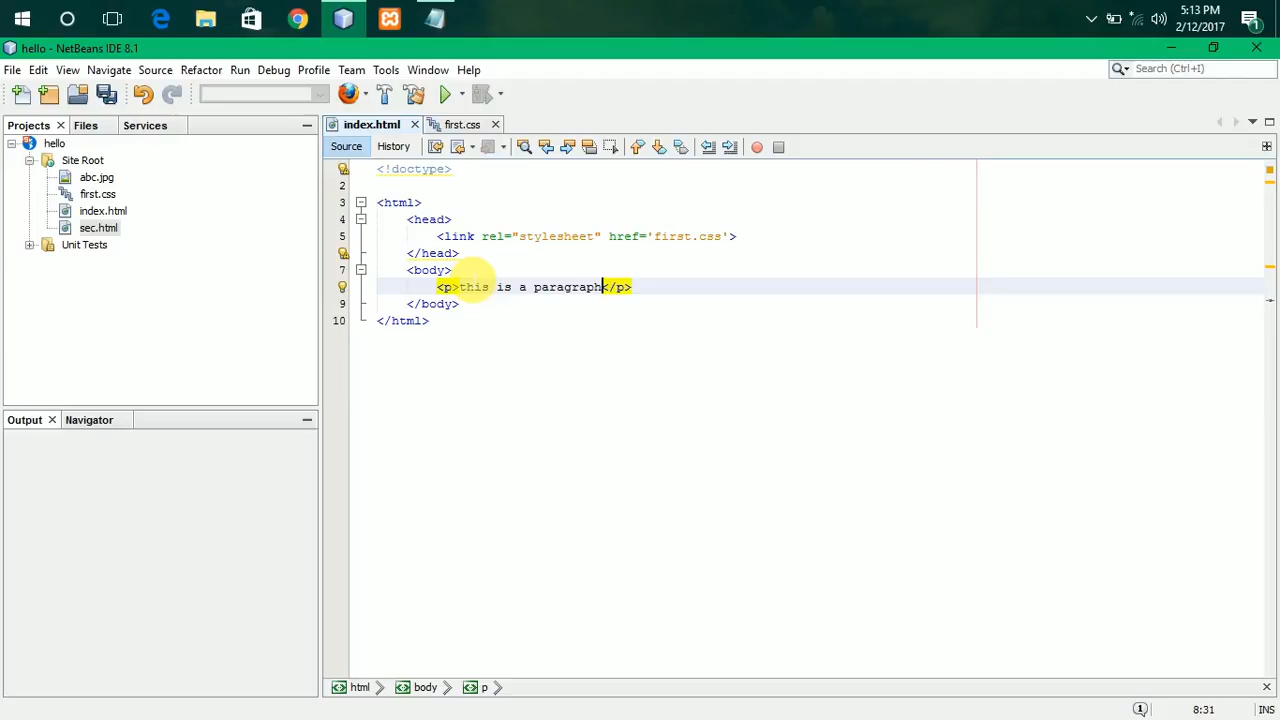 5:13 PM
2/12/2017
1
hello - NetBeans IDE 8.1
File Edit View Navigate Source Refactor Run Debug Profile Team Tools Window Help
Search (Ctrl+I)
Projects Files Services
index.html first.css
Source History
hello
Site Root
abc.jpg
first.css
index.html
sec.html
Unit Tests
<!doctype>
2
3 <html>
4 <head>
5 <link rel="stylesheet" href='first.css'>
</head>
7 <body>
<p>this is a paragraph</p>
9 </body>
10 </html>
Output Navigator
html body p
8:31 INS